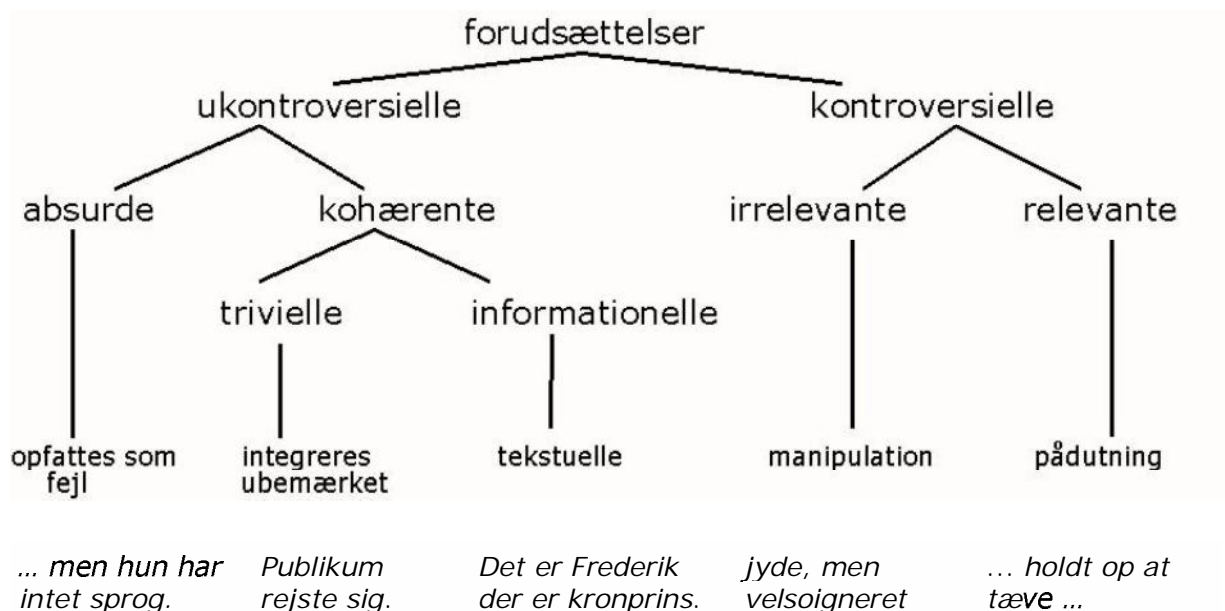 forudsættelser
ukontroversielle kontroversielle
absurde kohærente irrelevante relevante
trivielle informationelle
opfattes som integreres tekstuelle manipulation pådutning
fejl ubemærket
... men hun har Publikum Det er Frederik jyde, men ... holdt op at
intet sprog. rejste sig. der er kronprins. velsoigneret tæve ...